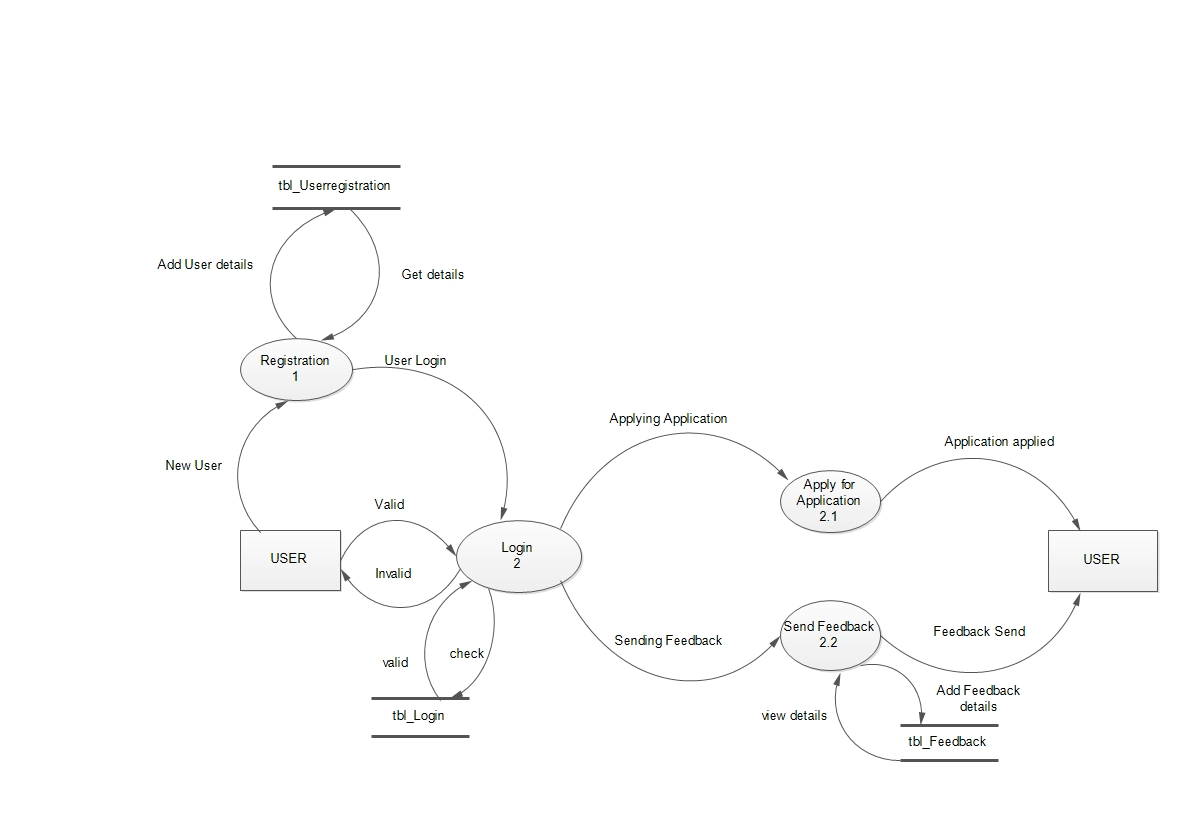 tbl_Userregistration
Add User details
Get details
Registration
1
User Login
New User
Applying Application
Application applied
Valid
Apply for
Application
2.1
USER
Login
2
USER
Invalid
Sending Feedback
Send Feedback
2.2
Feedback Send
valid
check
Add Feedback
details
tbl_Login
view details
tbl_Feedback